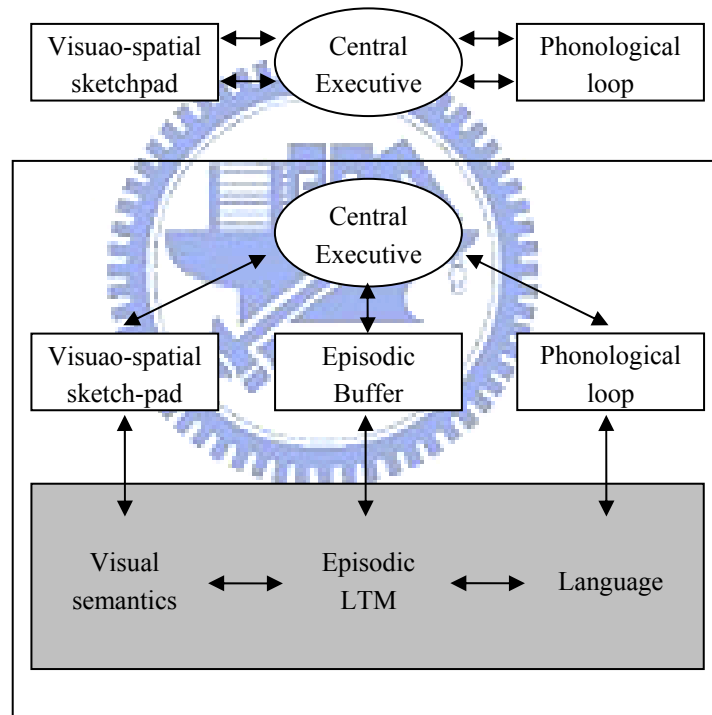 Visuao-spatial
sketchpad
Central
Executive
Phonological
loop
Central
Executive
Visuao-spatial
sketch-pad
Episodic
Buffer
Phonological
loop
Visual
semantics
Episodic
LTM
Language